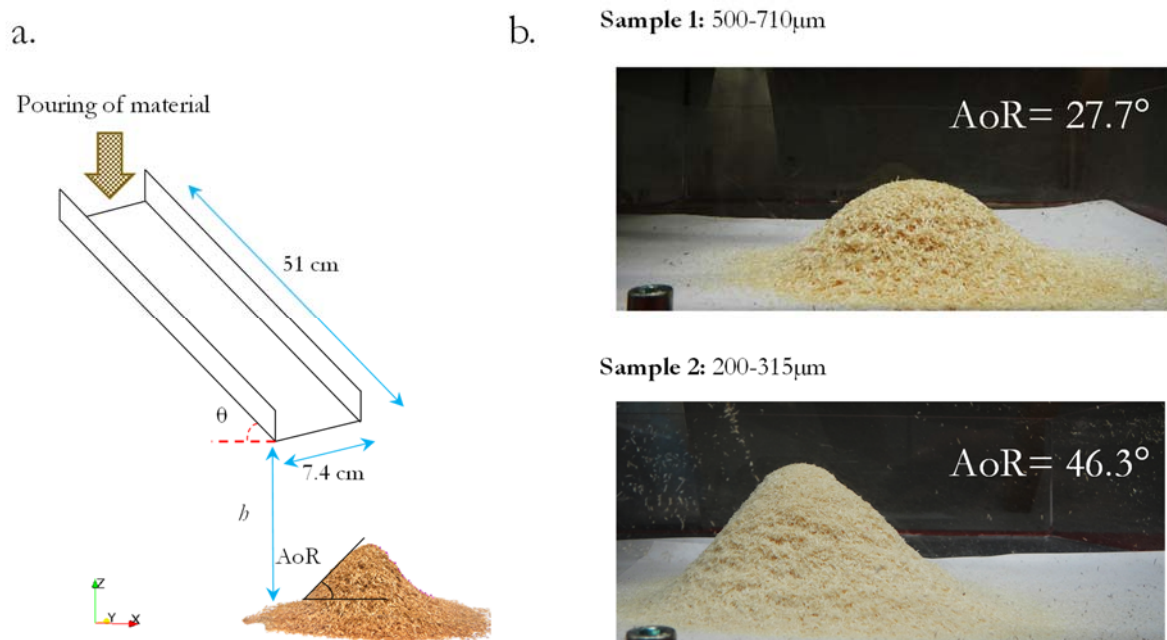 a.
Pouring of material
51 cm
θ
7.4 cm
h
AoR
Z
Y
X
b.
Sample 1: 500-710μm
AoR= 27.7°
Sample 2: 200-315μm
AoR= 46.3°